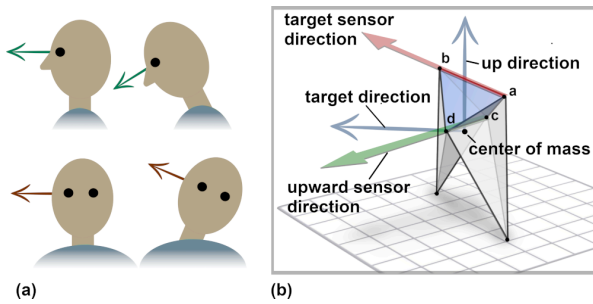 target sensor
direction
b
up direction
a
target direction
c
d
center of mass
upward sensor
direction
(a)
(b)